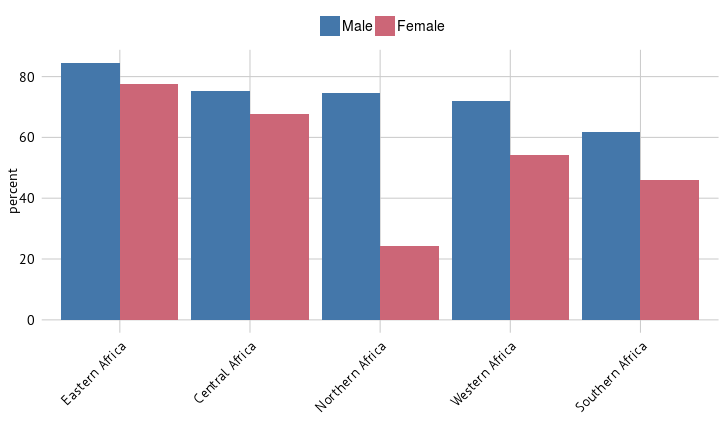 Male Female
percent
80
60
40
20
0
Eastern Africa
Central Africa
Northern Africa
Western Africa
Southern Africa